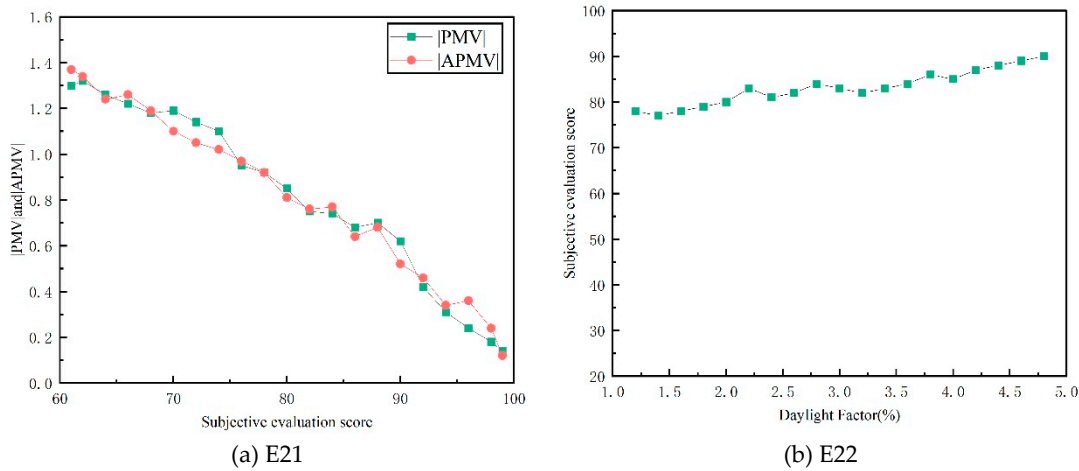 1.6
1.4
1.2
1.0
0.8
0.6
0.4
0.2
0.0
|PMV|and|APMV|
|PMV|
|APMV|
60 70 80 90 100
Subjective evaluation score
(a) E21
100
90
80
70
60
50
40
30
20
Subjective evaluation score
1.0 1.5 2.0 2.5 3.0 3.5 4.0 4.5 5.0
Daylight Factor(%)
(b) E22